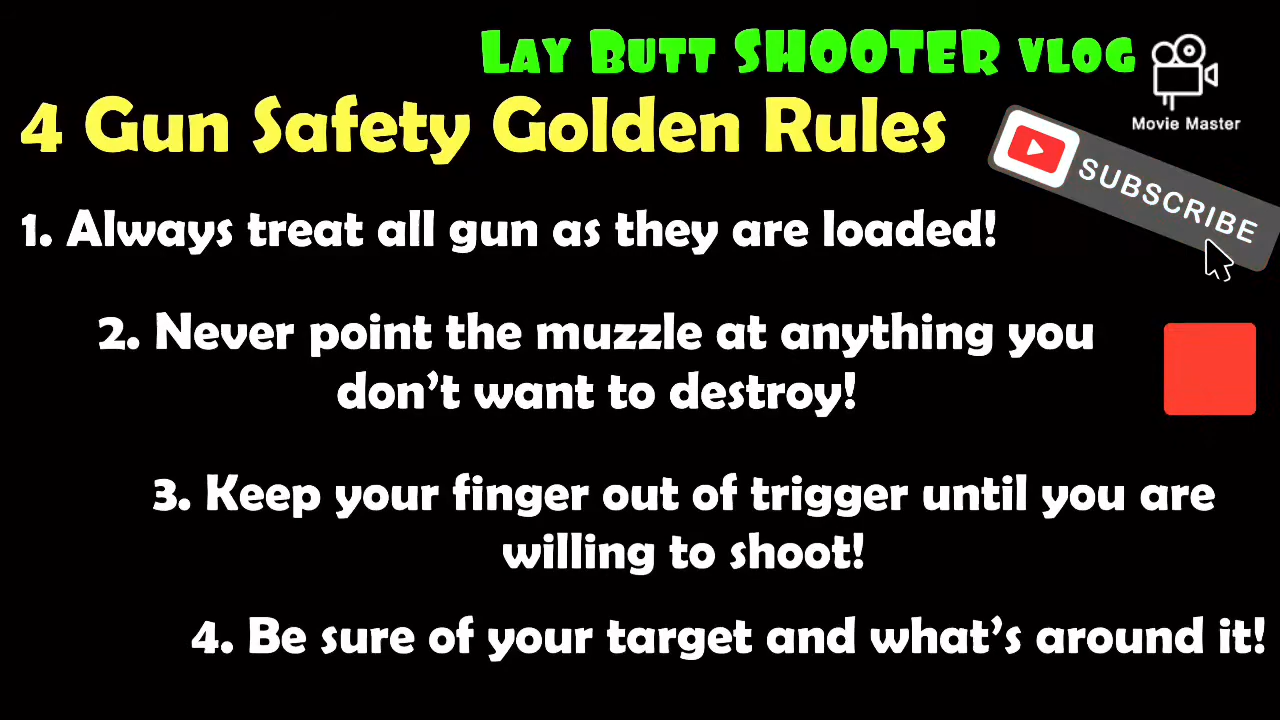 Lay Butt SHOOTER vlog
Movie Master
4 Gun Safety Golden Rules
SUBSCRIBE
1. Always treat all gun as they are loaded!
2. Never point the muzzle at anything you
don't want to destroy!
3. Keep your finger out of trigger until you are
willing to shoot!
4. Be sure of your target and what's around it!